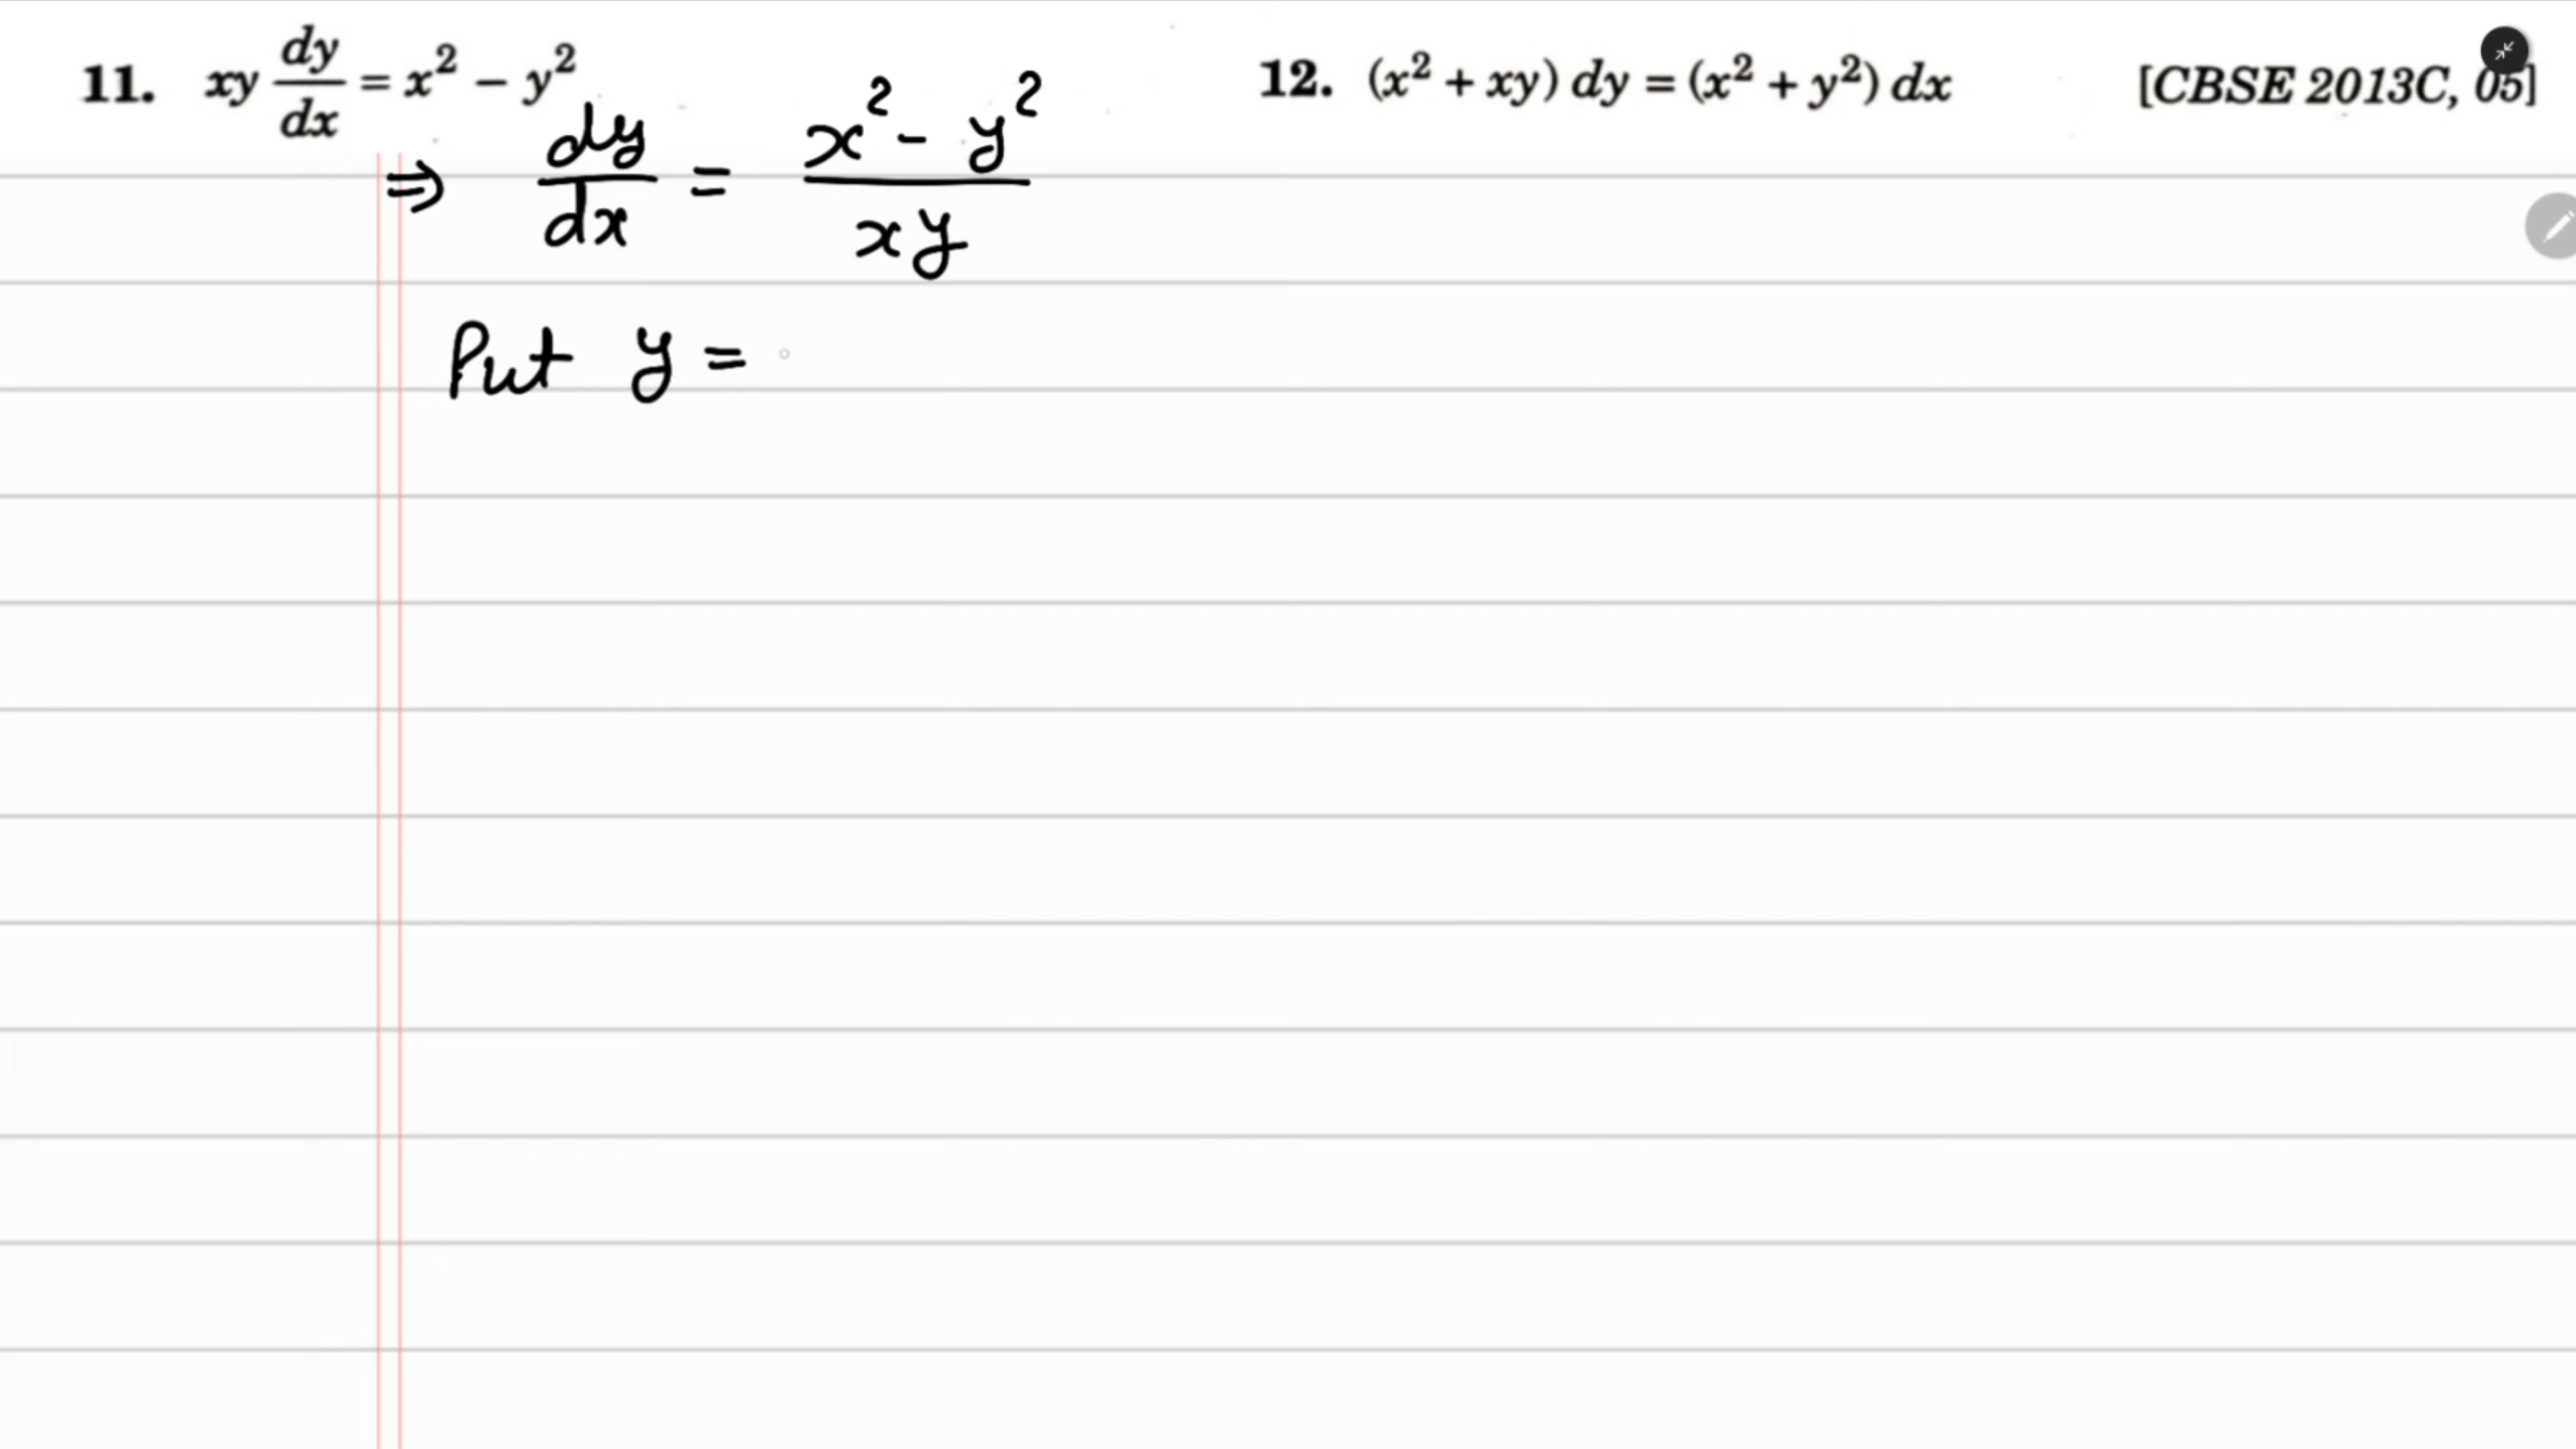 11. xy dy/dx = x² − y²
12. (x² + xy) dy = (x² + y²) dx [CBSE 2013C, 05]
⇒ dy/dx = (x² - y²)/(xy)
Put y =